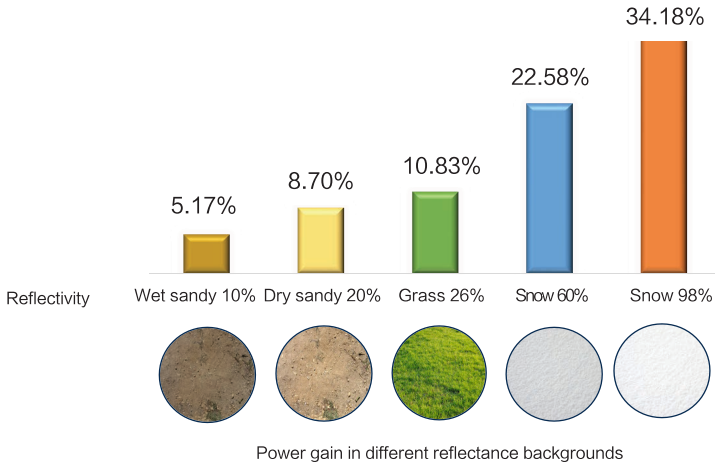 34.18%
22.58%
10.83%
8.70%
5.17%
Reflectivity Wet sandy 10% Dry sandy 20% Grass 26% Snow 60% Snow 98%
Power gain in different reflectance backgrounds